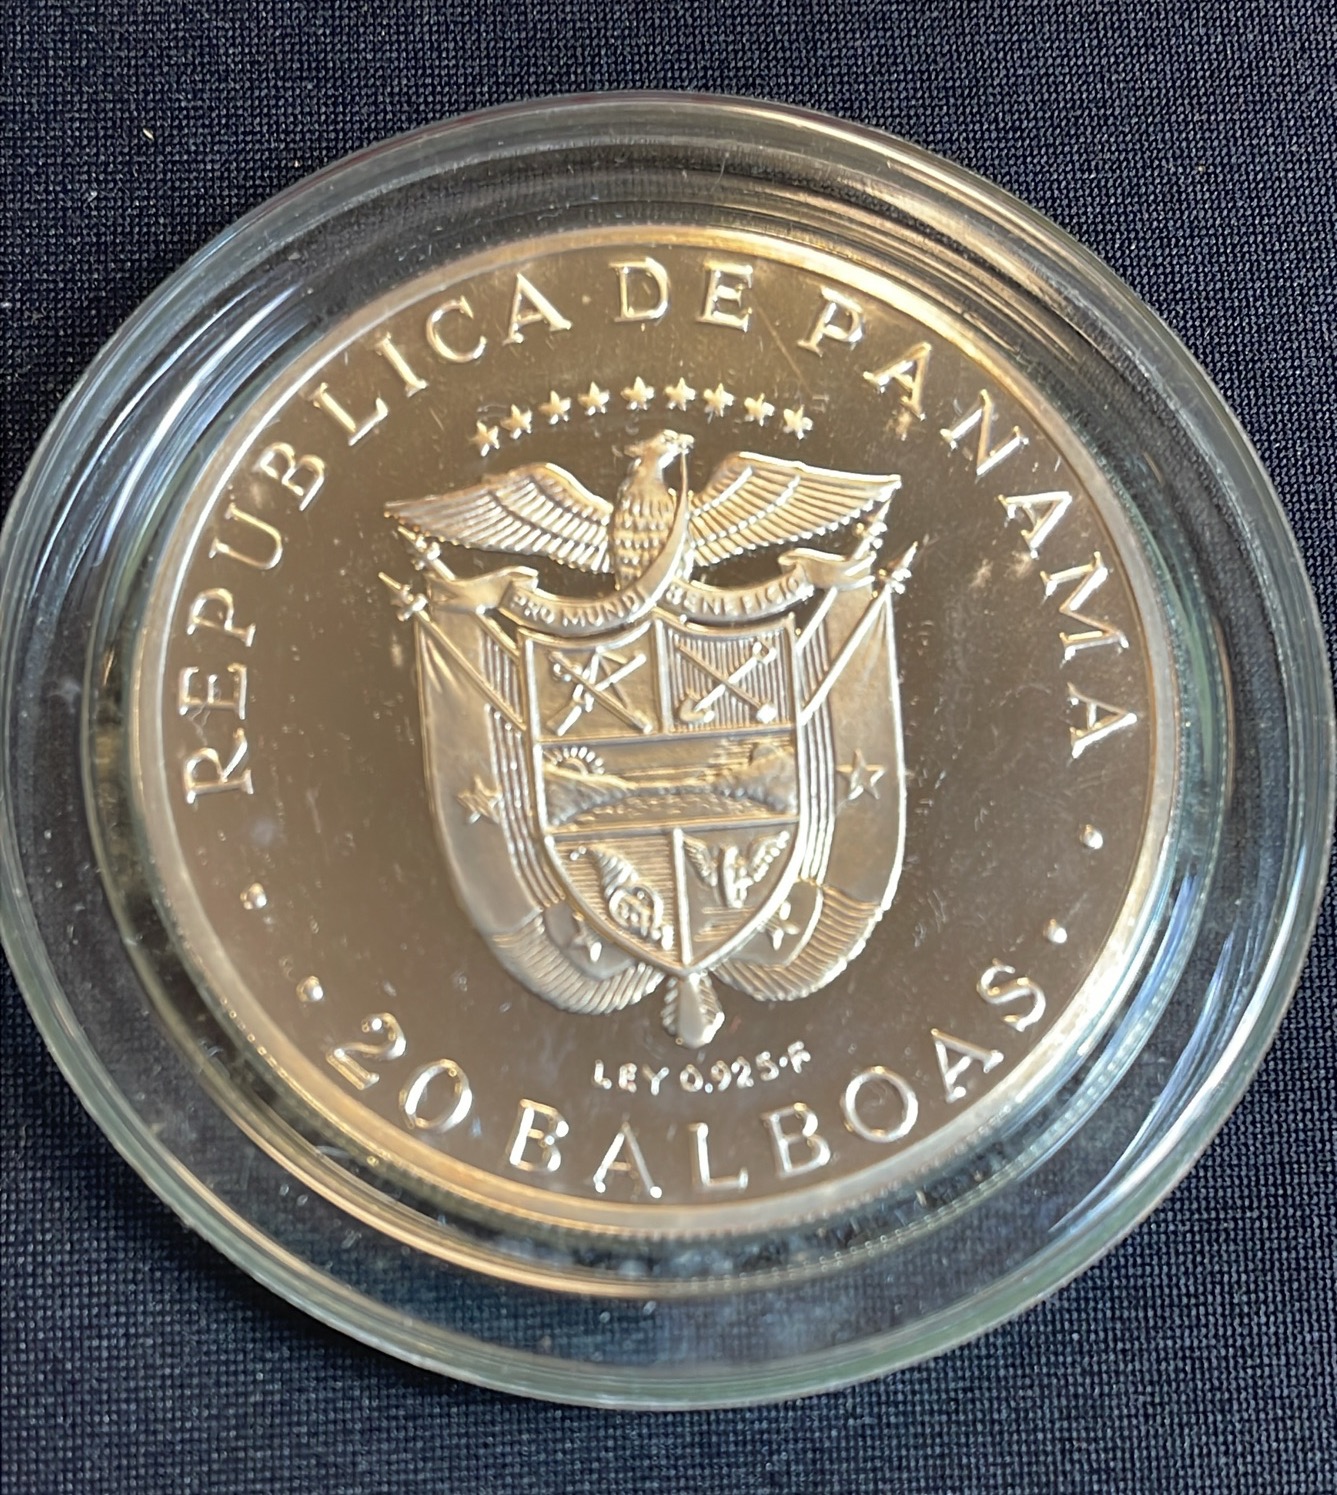 REPUBLICA DE PANAMA
PRO MUNDI BENEFICIO
LEY 0.925·F
· 20 BALBOAS ·